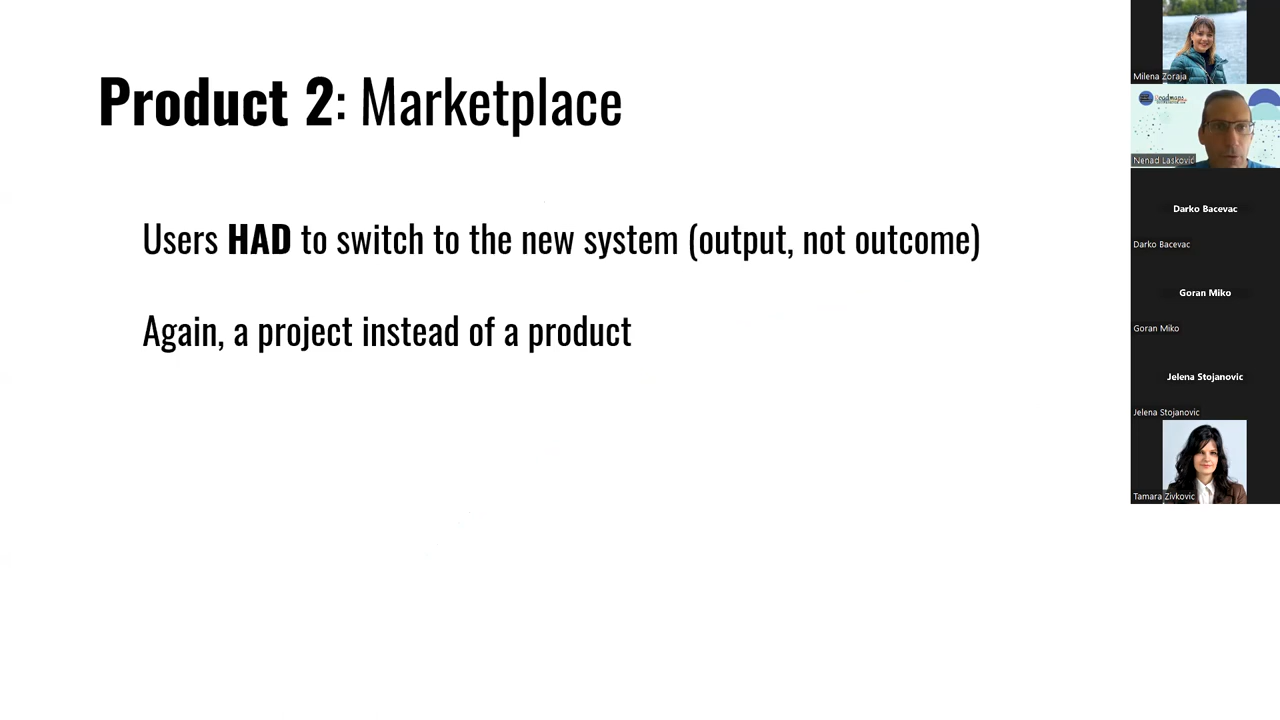 Product 2: Marketplace
Users HAD to switch to the new system (output, not outcome)
Again, a project instead of a product
Milena Zoraja
Nenad Lasković
Darko Bacevac
Darko Bacevac
Goran Miko
Goran Miko
Jelena Stojanovic
Jelena Stojanovic
Tamara Zivkovic